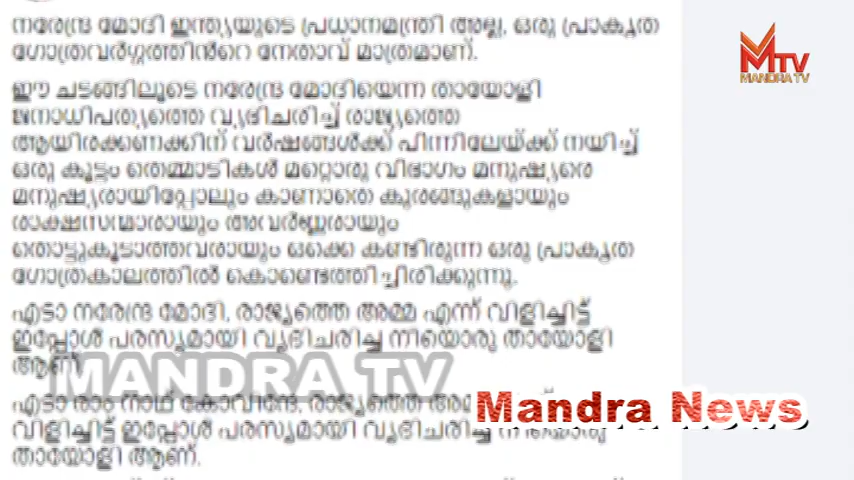 നരേന്ദ്ര മോദി ഇന്ത്യയുടെ പ്രധാനമന്ത്രി അല്ല, ഒരു പ്രാകൃത
ഗോത്രവർഗ്ഗത്തിൻറെ നേതാവ് മാത്രമാണ്.
ഈ ചടങ്ങിലൂടെ നരേന്ദ്ര മോദിയെന്ന തായോളി
ജനാധിപത്യത്തെ വ്യഭിചരിച്ച് രാജ്യത്തെ
ആയിരക്കണക്കിന് വർഷങ്ങൾക്ക് പിന്നിലേയ്ക്ക് നയിച്ച്
ഒരു കൂട്ടം തെമ്മാടികൾ മറ്റൊരു വിഭാഗം മനുഷ്യരെ
മനുഷ്യരായിപ്പോലും കാണാതെ കുരങ്ങുകളായും
രാക്ഷസന്മാരായും അവർണ്ണരായും
തൊട്ടുകൂടാത്തവരായും ഒക്കെ കണ്ടിരുന്ന ഒരു പ്രാകൃത
ഗോത്രകാലത്തിൽ കൊണ്ടെത്തിച്ചിരിക്കുന്നു.
എടാ നരേന്ദ്ര മോദി, രാജ്യത്തെ അമ്മ എന്ന് വിളിച്ചിട്ട്
ഇപ്പോൾ പരസ്യമായി വ്യഭിചരിച്ച നീയൊരു തായോളി
ആണ്.
എടാ രാം നാഥ് കോവിന്ദേ, രാജ്യത്തെ
വിളിച്ചിട്ട് ഇപ്പോൾ പരസ്യമായി വ്യഭിചരിച്ച നീയൊരു
തായോളി ആണ്.
MTV
MANDRA TV
MANDRA TV
Mandra News